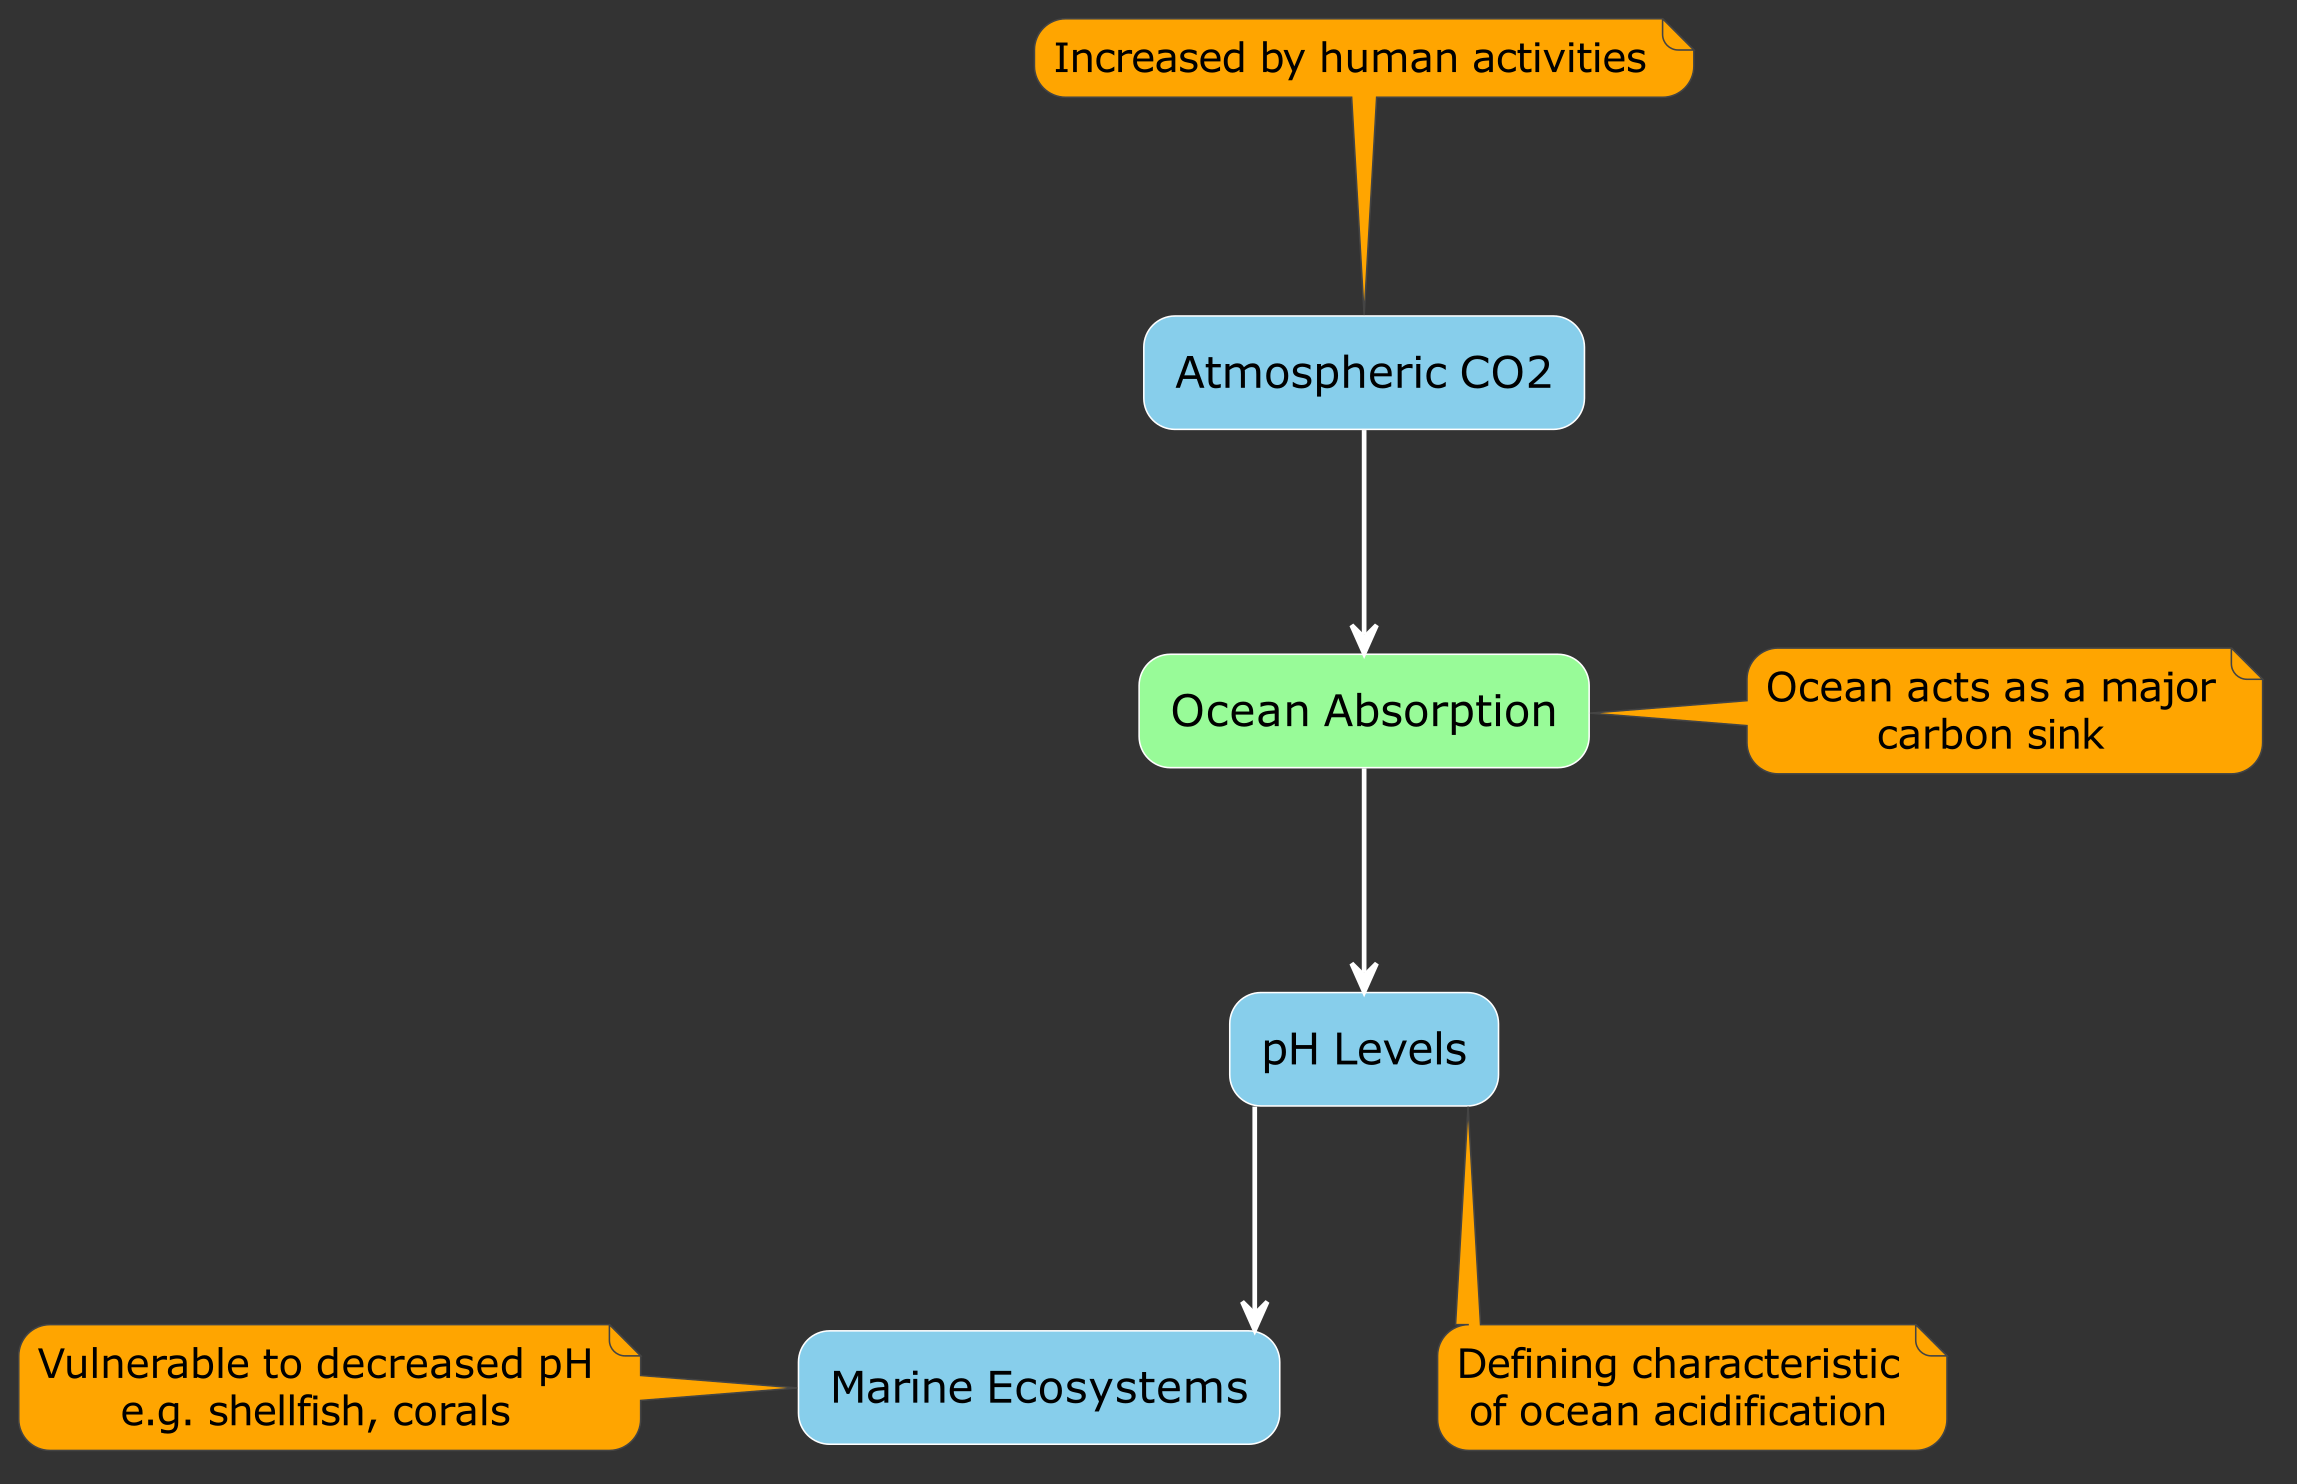 Increased by human activities
Atmospheric CO2
Ocean Absorption
Ocean acts as a major
carbon sink
pH Levels
Vulnerable to decreased pH
e.g. shellfish, corals
Marine Ecosystems
Defining characteristic
of ocean acidification